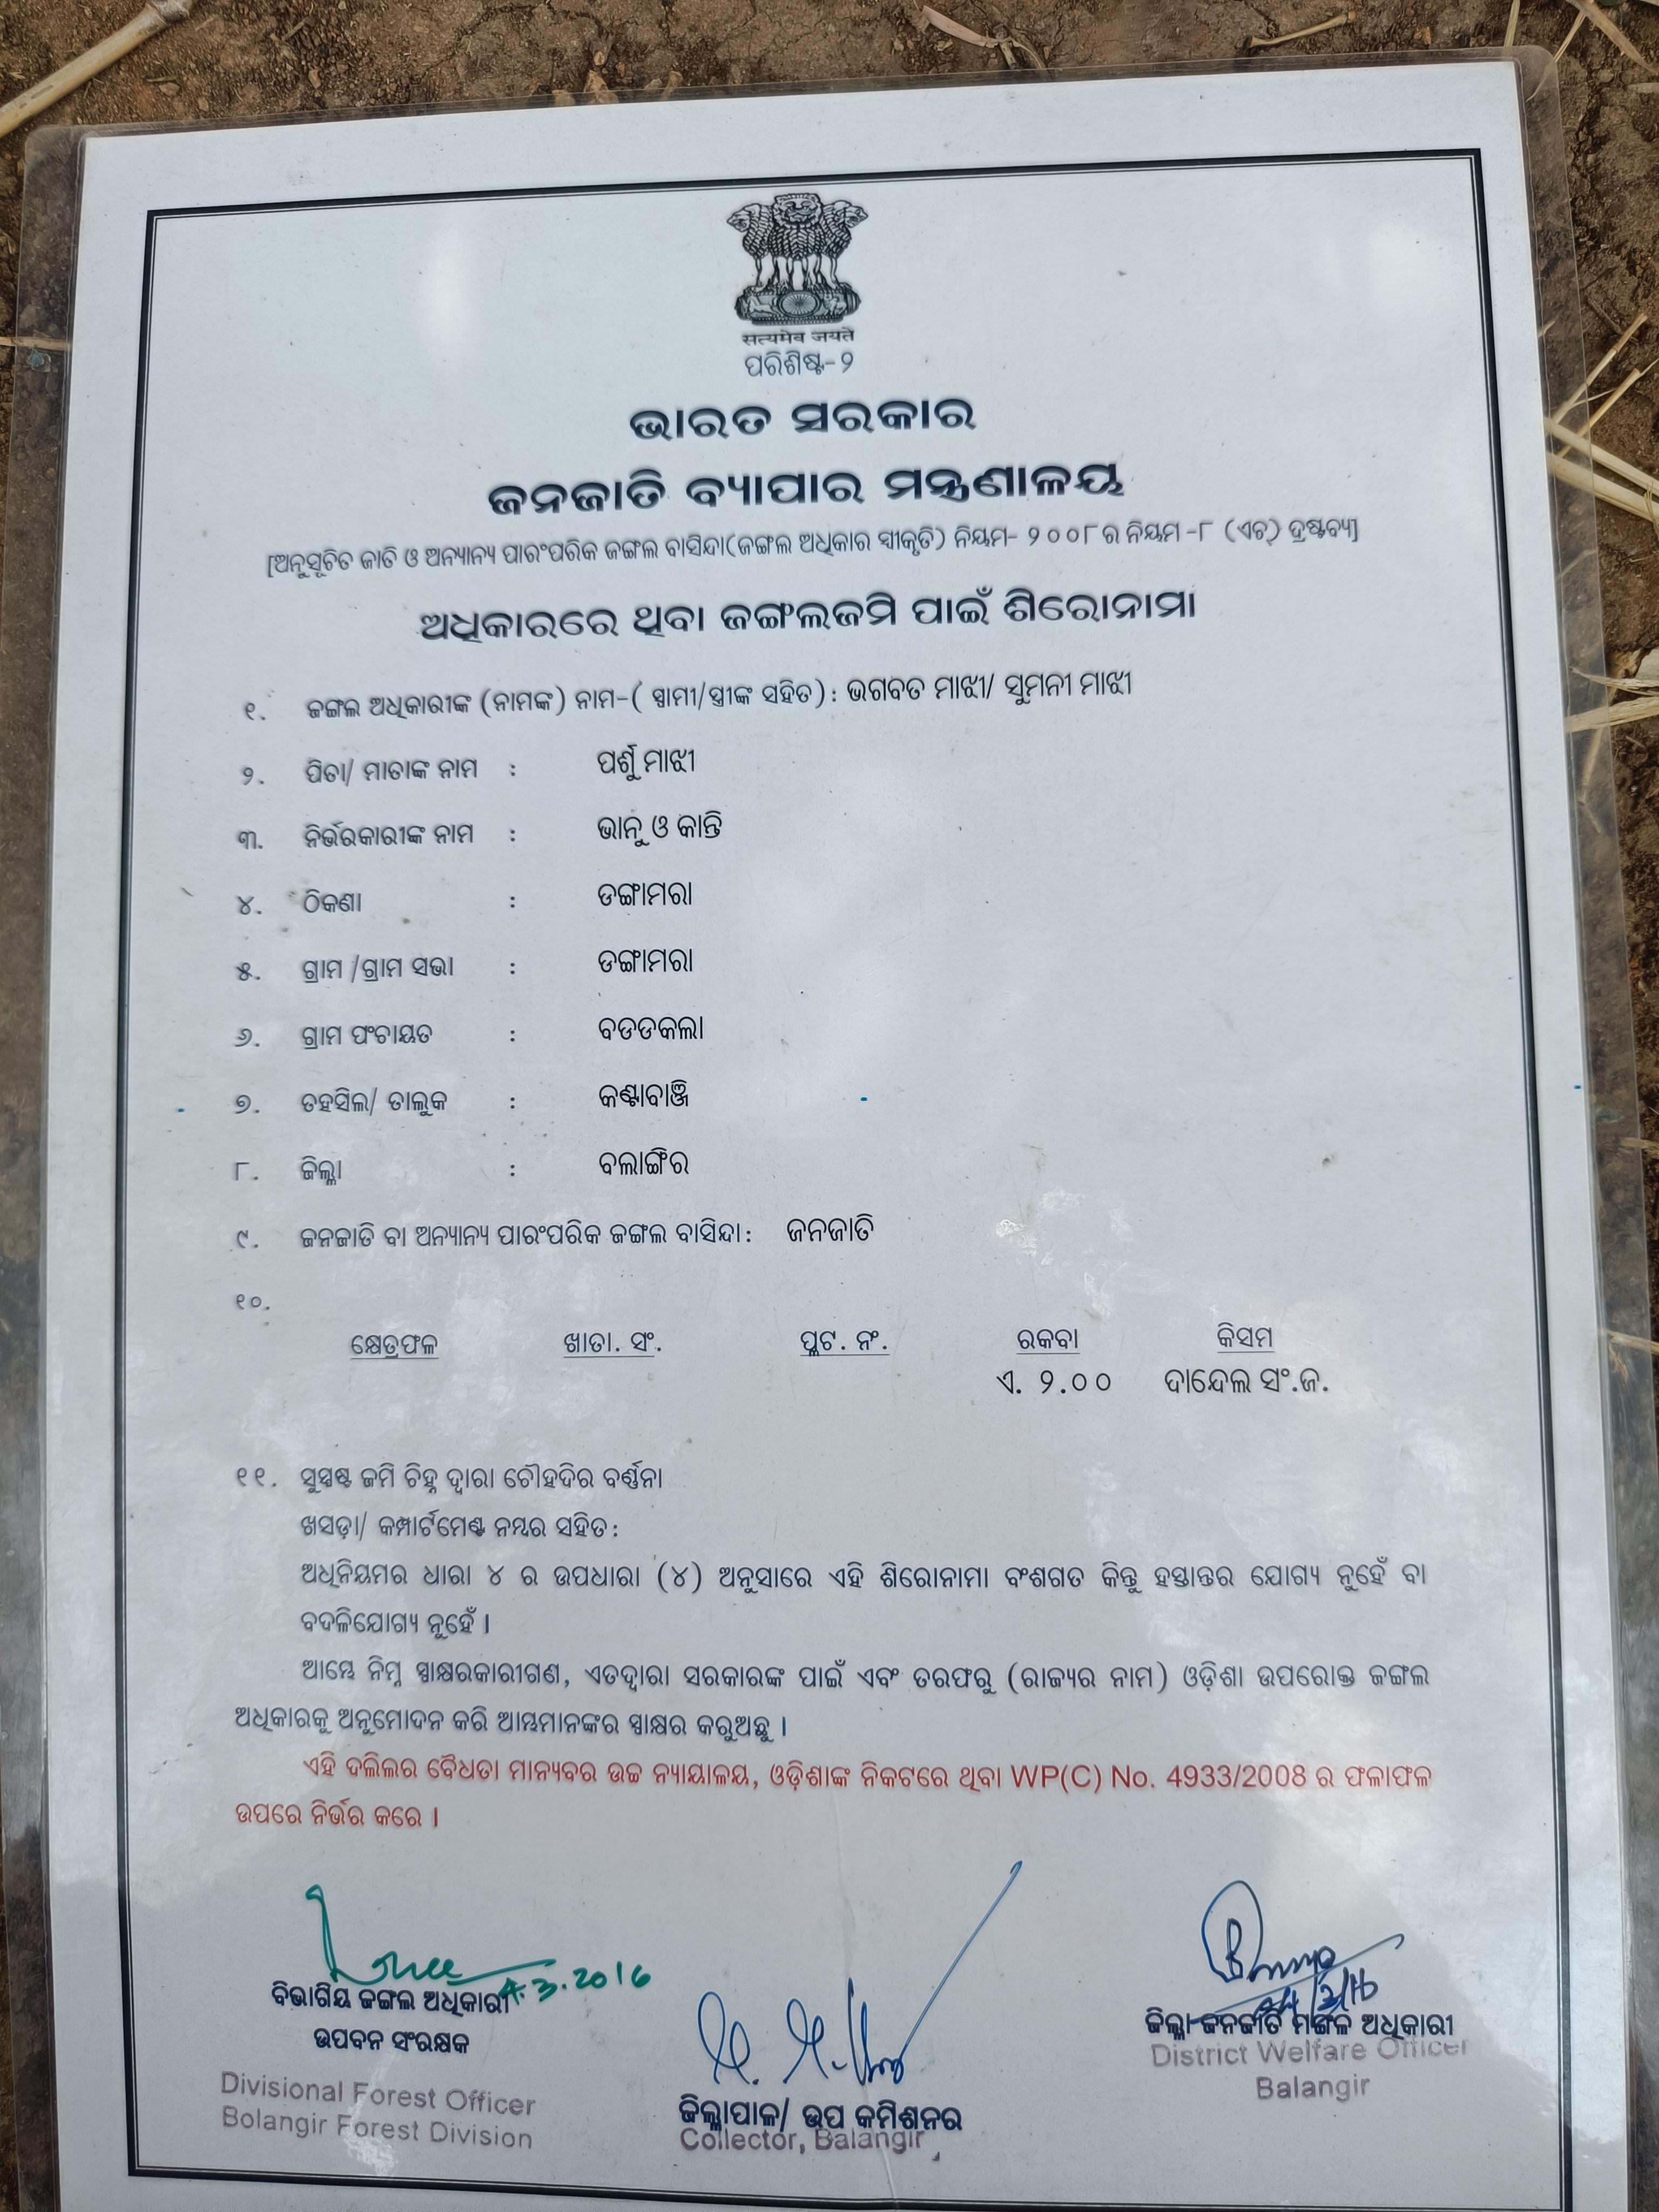 सत्यमेव जयते
ପରିଶିଷ୍ଟ-୨
ଭାରତ ସରକାର
ଜନଜାତି ବ୍ୟାପାର ମନ୍ତ୍ରଣାଳୟ
[ଅନୁସୂଚିତ ଜାତି ଓ ଅନ୍ୟାନ୍ୟ ପାରଂପରିକ ଜଙ୍ଗଲ ବାସିନ୍ଦା(ଜଙ୍ଗଲ ଅଧିକାର ସ୍ୱୀକୃତି) ନିୟମ- ୨୦୦୮ ର ନିୟମ -୮ (ଏଚ୍) ଦ୍ରଷ୍ଟବ୍ୟ]
ଅଧିକାରରେ ଥିବା ଜଙ୍ଗଲଜମି ପାଇଁ ଶିରୋନାମା
୧. ଜଙ୍ଗଲ ଅଧିକାରୀଙ୍କ (ନାମଙ୍କ) ନାମ-( ସ୍ୱାମୀ/ସ୍ତ୍ରୀଙ୍କ ସହିତ): ଭଗବତ ମାଝୀ/ ସୁମନୀ ମାଝୀ
୨. ପିତା/ ମାତାଙ୍କ ନାମ : ପର୍ଶୁ ମାଝୀ
୩. ନିର୍ଭରକାରୀଙ୍କ ନାମ : ଭାନୁ ଓ କାନ୍ତି
୪. ଠିକଣା : ଡଙ୍ଗାମରା
୫. ଗ୍ରାମ /ଗ୍ରାମ ସଭା : ଡଙ୍ଗାମରା
୬. ଗ୍ରାମ ପଂଚାୟତ : ବଡଡକଲା
୭. ତହସିଲ/ ତାଲୁକ : କଣ୍ଟାବାଞ୍ଜି
୮. ଜିଲ୍ଲା : ବଲାଙ୍ଗିର
୯. ଜନଜାତି ବା ଅନ୍ୟାନ୍ୟ ପାରଂପରିକ ଜଙ୍ଗଲ ବାସିନ୍ଦା: ଜନଜାତି
୧୦.
କ୍ଷେତ୍ରଫଳ ଖାତା. ସଂ. ପ୍ଲଟ. ନଂ. ରକବା କିସମ
ଏ. ୨.୦୦ ଦାନ୍ଦେଲ ସଂ.ଜ.
୧୧. ସୁସ୍ପଷ୍ଟ ଜମି ଚିହ୍ନ ଦ୍ୱାରା ଚୌହଦିର ବର୍ଣ୍ଣନା
ଖସଡ଼ା/ କମ୍ପାର୍ଟମେଣ୍ଟ ନମ୍ବର ସହିତ:
ଅଧିନିୟମର ଧାରା ୪ ର ଉପଧାରା (୪) ଅନୁସାରେ ଏହି ଶିରୋନାମା ବଂଶଗତ କିନ୍ତୁ ହସ୍ତାନ୍ତର ଯୋଗ୍ୟ ନୁହେଁ ବା
ବଦଳିଯୋଗ୍ୟ ନୁହେଁ ।
ଆମ୍ଭେ ନିମ୍ନ ସ୍ୱାକ୍ଷରକାରୀଗଣ, ଏତଦ୍ଦ୍ୱାରା ସରକାରଙ୍କ ପାଇଁ ଏବଂ ତରଫରୁ (ରାଜ୍ୟର ନାମ) ଓଡ଼ିଶା ଉପରୋକ୍ତ ଜଙ୍ଗଲ
ଅଧିକାରକୁ ଅନୁମୋଦନ କରି ଆମ୍ଭମାନଙ୍କର ସ୍ୱାକ୍ଷର କରୁଅଛୁ ।
ଏହି ଦଲିଲର ବୈଧତା ମାନ୍ୟବର ଉଚ୍ଚ ନ୍ୟାୟାଳୟ, ଓଡ଼ିଶାଙ୍କ ନିକଟରେ ଥିବା WP(C) No. 4933/2008 ର ଫଳାଫଳ
ଉପରେ ନିର୍ଭର କରେ ।
4.3.2016
ବିଭାଗିୟ ଜଙ୍ଗଲ ଅଧିକାରୀ
ଉପବନ ସଂରକ୍ଷକ
Divisional Forest Officer
Bolangir Forest Division
ଜିଲ୍ଲାପାଳ/ ଉପ କମିଶନର
Collector, Balangir
ଜିଲ୍ଲା ଜନଜାତି ମଙ୍ଗଳ ଅଧିକାରୀ
District Welfare Officer
Balangir